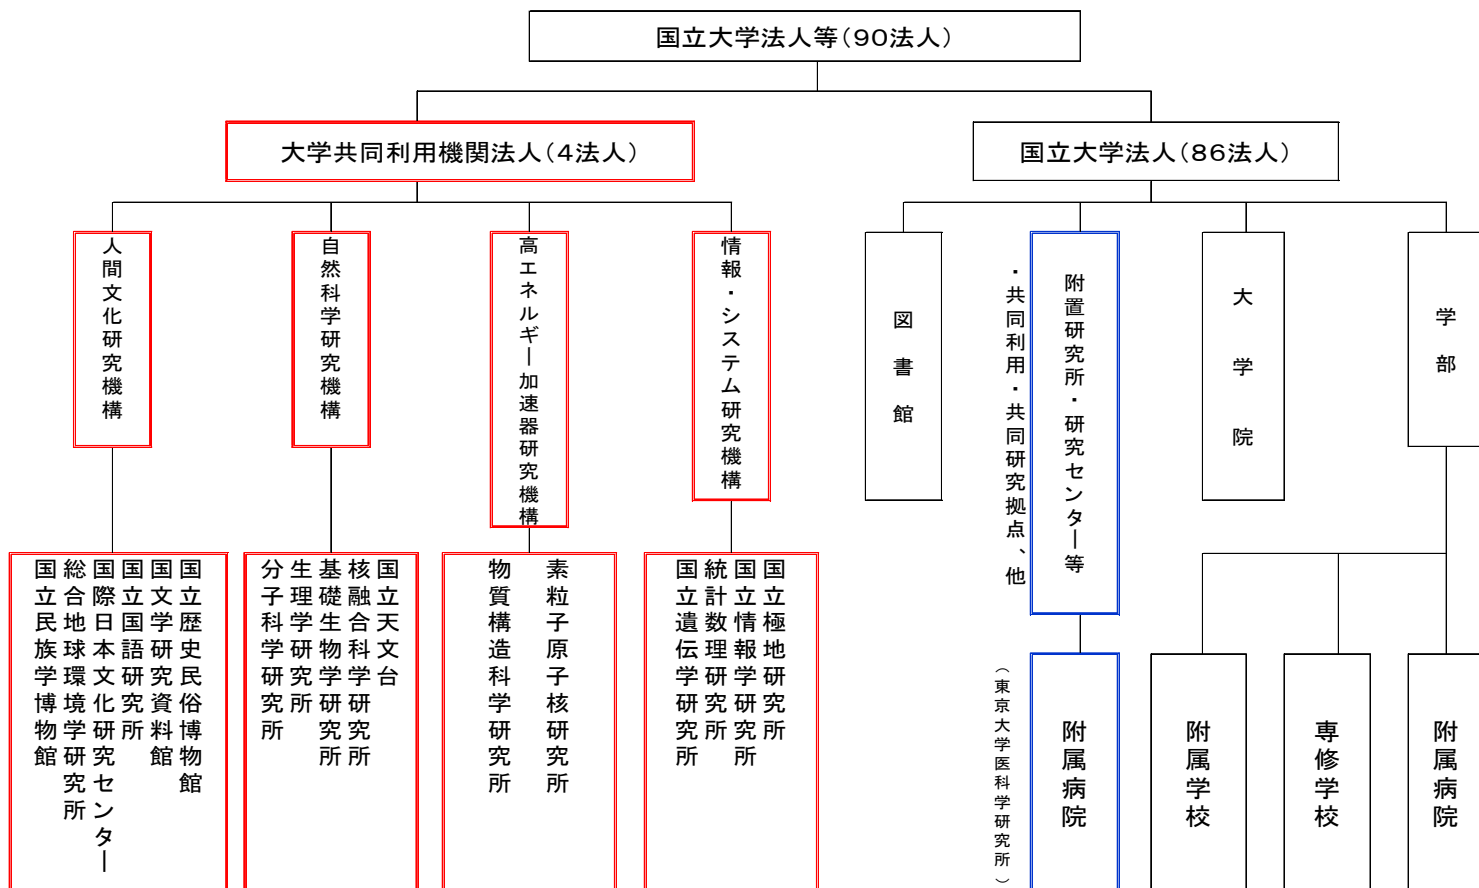 国立大学法人等(90法人)
大学共同利用機関法人(4法人)
国立大学法人(86法人)
人間文化研究機構
自然科学研究機構
高エネルギー加速器研究機構
情報・システム研究機構
図書館
附置研究所・研究センター等
・共同利用・共同研究拠点、他
大学院
学部
国立歴史民俗博物館
国文学研究資料館
国立国語研究所
国際日本文化研究センター
総合地球環境学研究所
国立民族学博物館
国立天文台
核融合科学研究所
基礎生物学研究所
生理学研究所
分子科学研究所
素粒子原子核研究所
物質構造科学研究所
国立極地研究所
国立情報学研究所
統計数理研究所
国立遺伝学研究所
附属病院
(東京大学医科学研究所)
附属学校
専修学校
附属病院